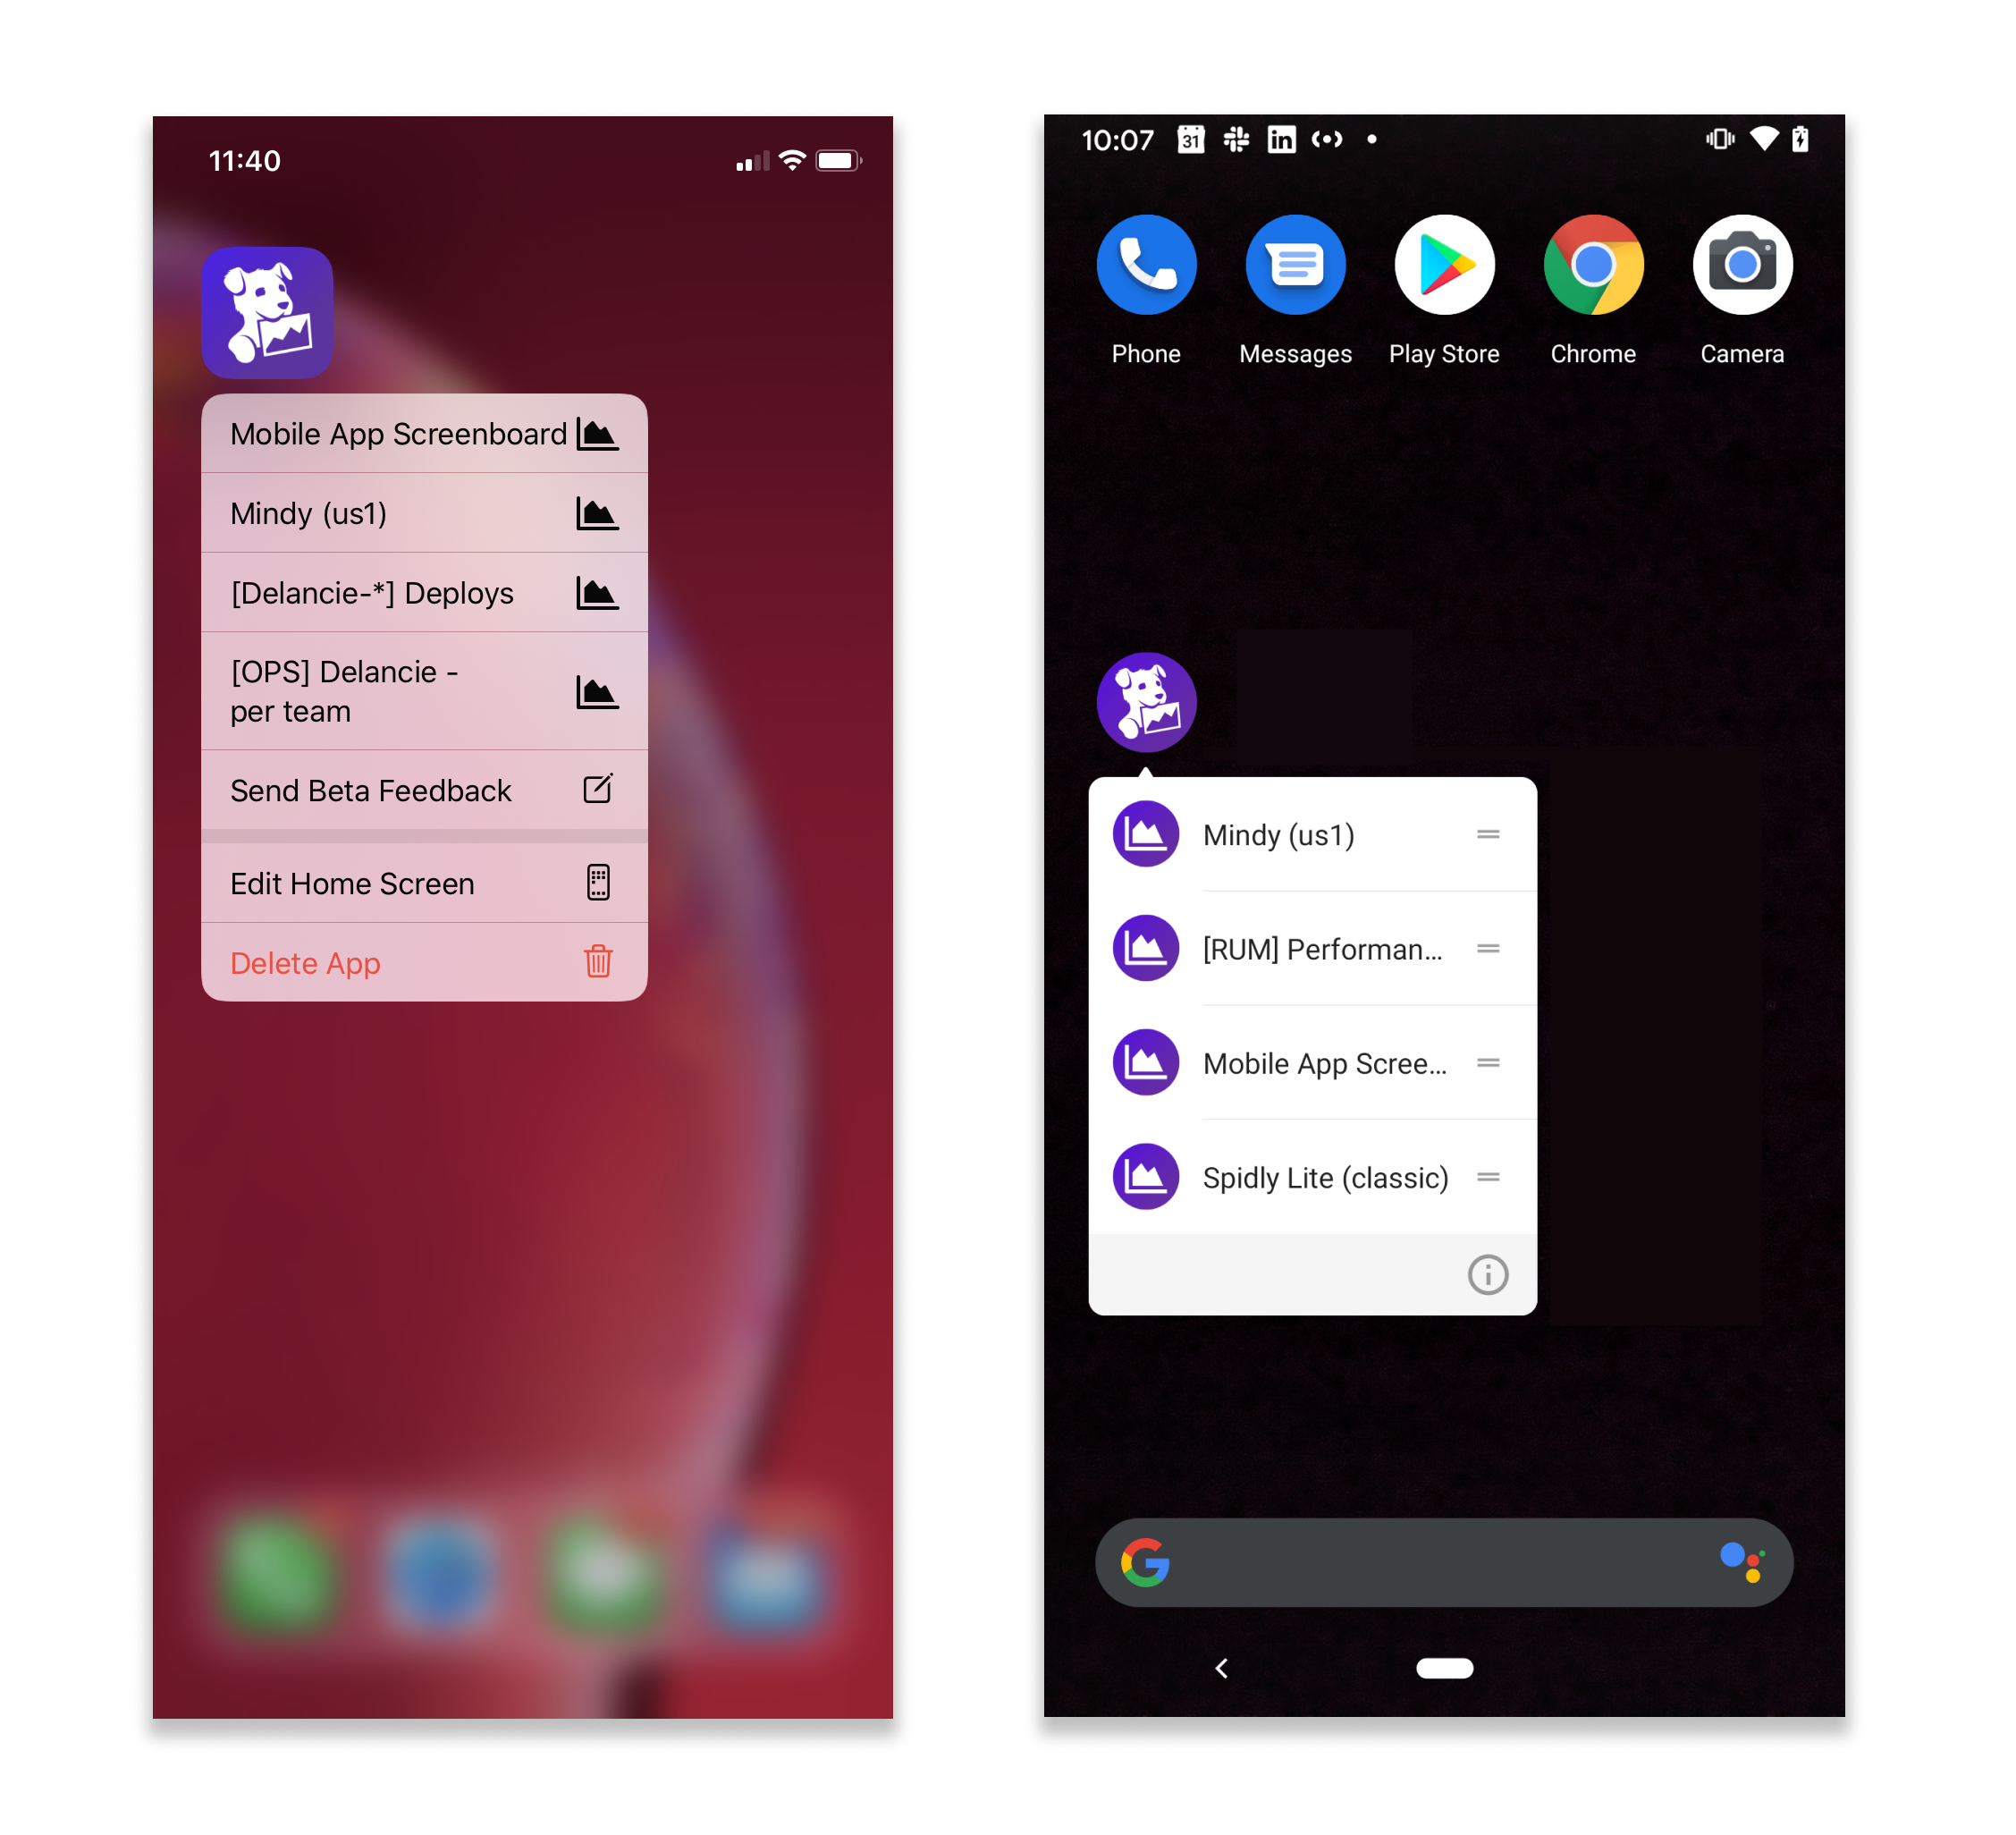 11:40
Mobile App Screenboard
Mindy (us1)
[Delancie-*] Deploys
[OPS] Delancie -
per team
Send Beta Feedback
Edit Home Screen
Delete App
10:07
31
in
Phone
Messages
Play Store
Chrome
Camera
Mindy (us1)
[RUM] Performan...
Mobile App Scree...
Spidly Lite (classic)